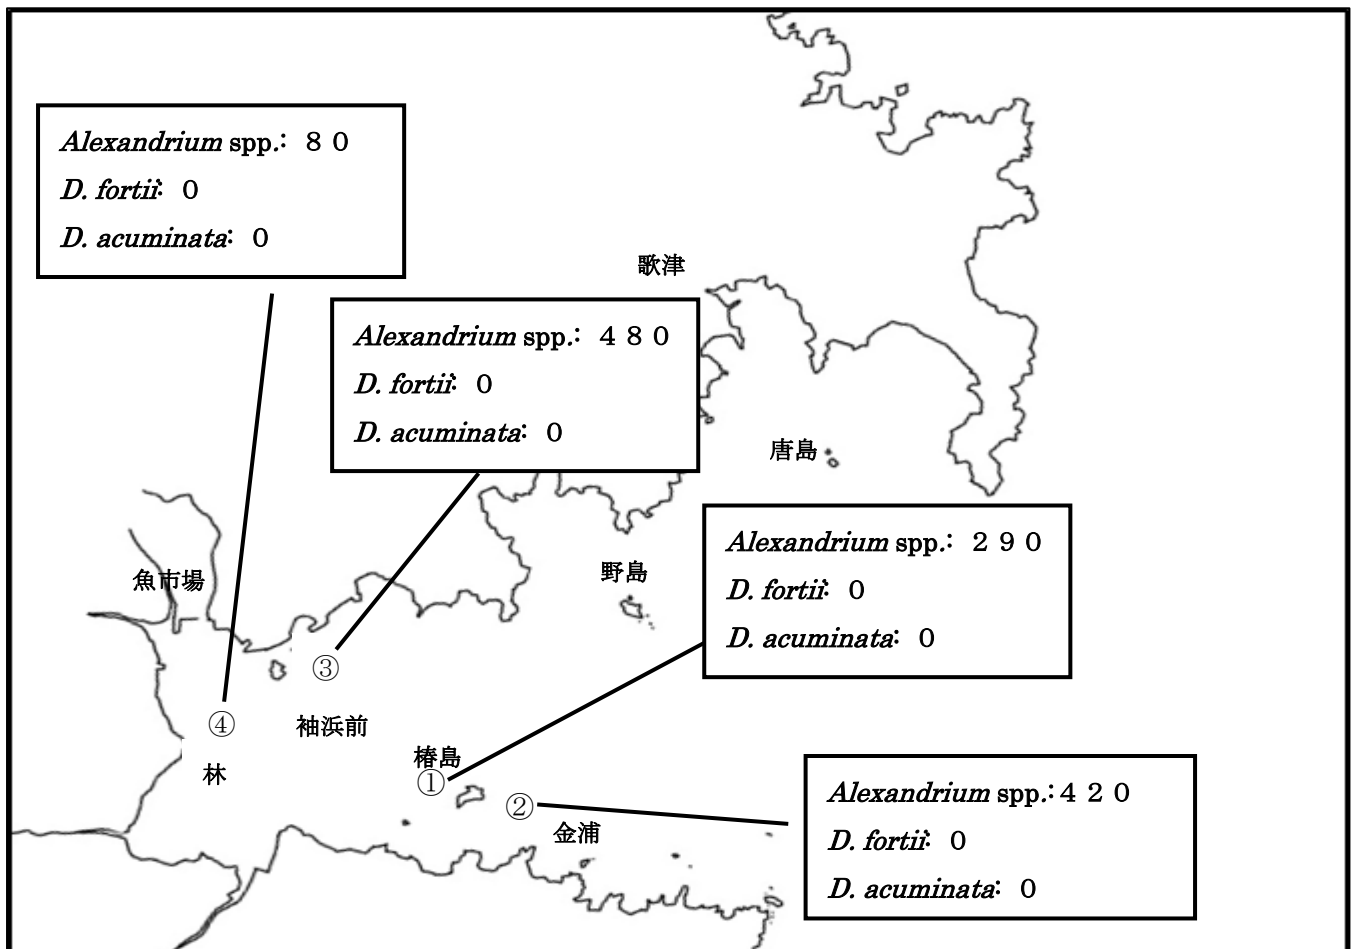 Alexandrium spp.: ８０
D. fortii: ０
D. acuminata: ０
歌津
Alexandrium spp.: ４８０
D. fortii: ０
D. acuminata: ０
唐島
Alexandrium spp.: ２９０
D. fortii: ０
D. acuminata: ０
魚市場
野島
③
④
袖浜前
椿島
林
①
②
金浦
Alexandrium spp.:４２０
D. fortii: ０
D. acuminata: ０